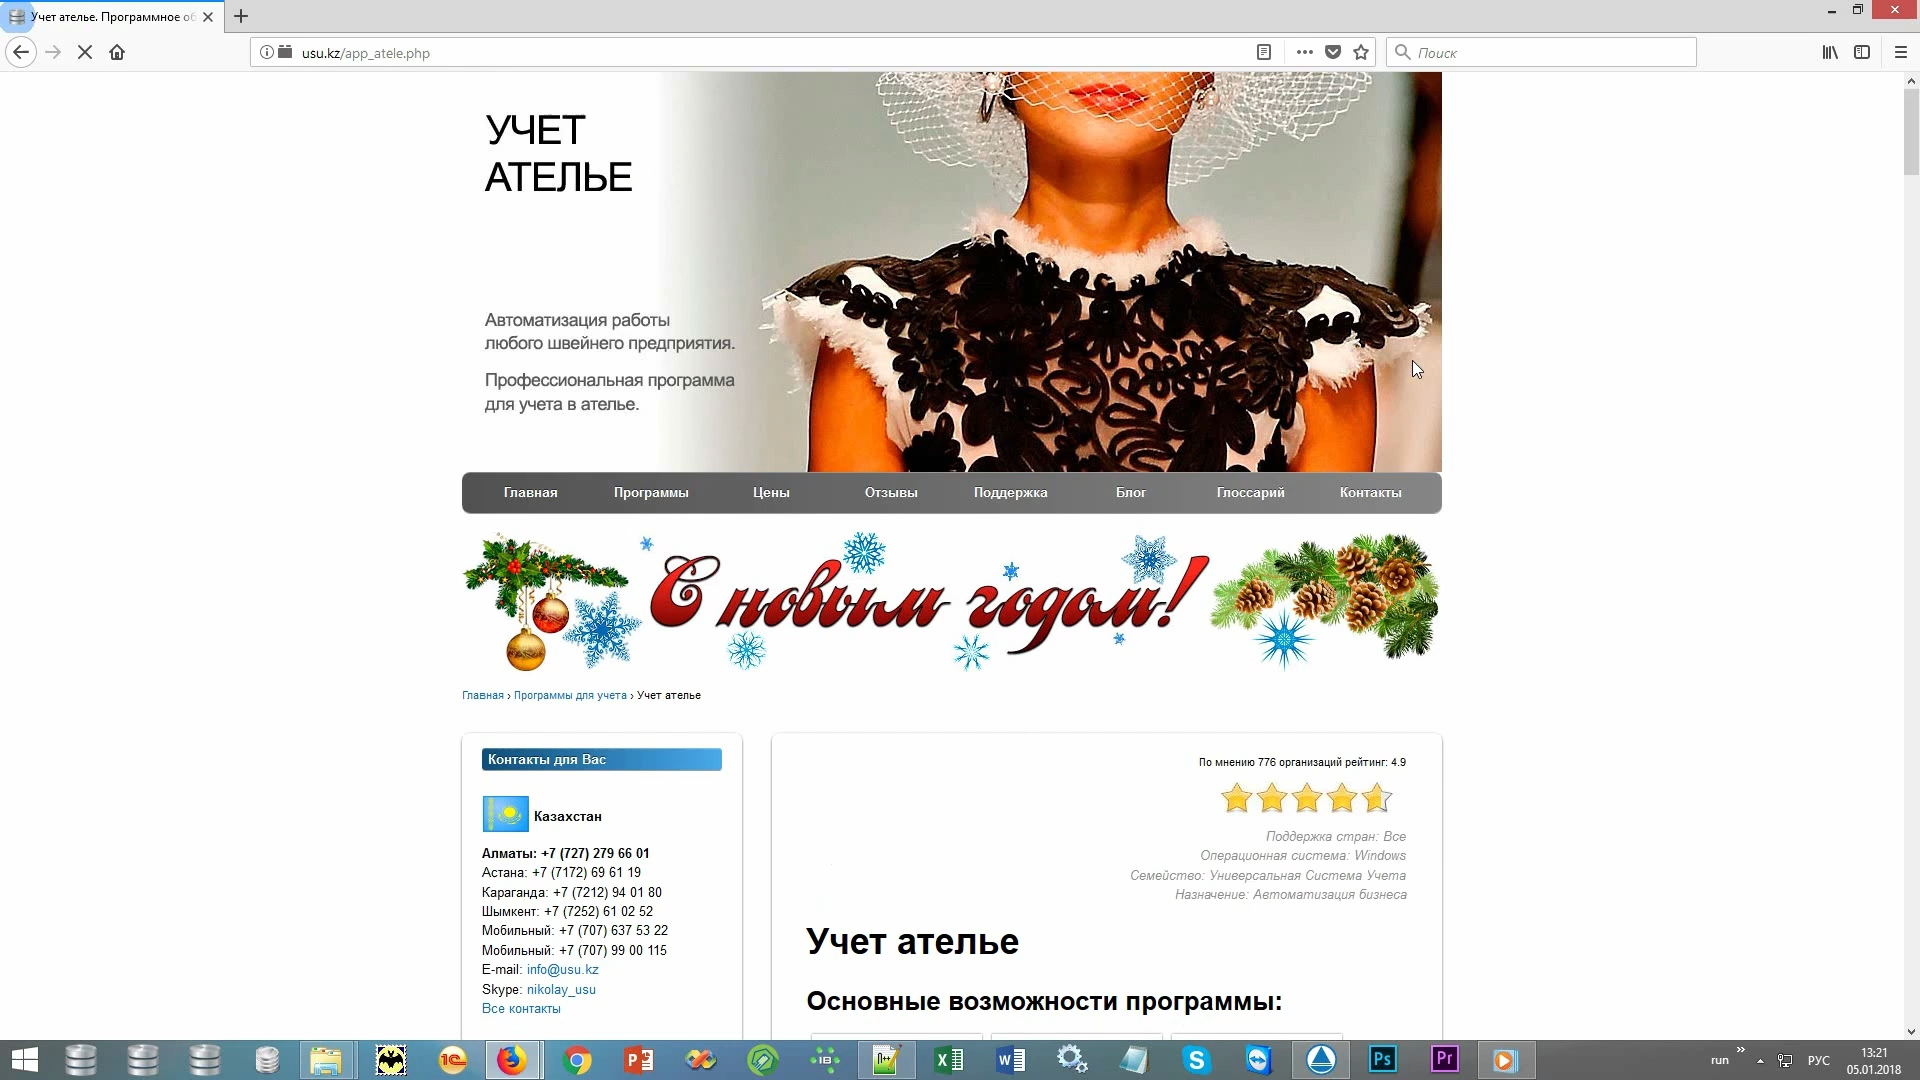 Учет ателье. Программное об
usu.kz/app_atele.php
Поиск
УЧЕТ
АТЕЛЬЕ
Автоматизация работы
любого швейнего предприятия.
Профессиональная программа
для учета в ателье.
Главная Программы Цены Отзывы Поддержка Блог Глоссарий Контакты
С новым годом!
Главная › Программы для учета › Учет ателье
Контакты для Вас
Казахстан
Алматы: +7 (727) 279 66 01
Астана: +7 (7172) 69 61 19
Караганда: +7 (7212) 94 01 80
Шымкент: +7 (7252) 61 02 52
Мобильный: +7 (707) 637 53 22
Мобильный: +7 (707) 99 00 115
E-mail: info@usu.kz
Skype: nikolay_usu
Все контакты
По мнению 776 организаций рейтинг: 4.9
Поддержка стран: Все
Операционная система: Windows
Семейство: Универсальная Система Учета
Назначение: Автоматизация бизнеса
Учет ателье
Основные возможности программы:
1С
IB
Ps
Pr
run
РУС
13:21
05.01.2018